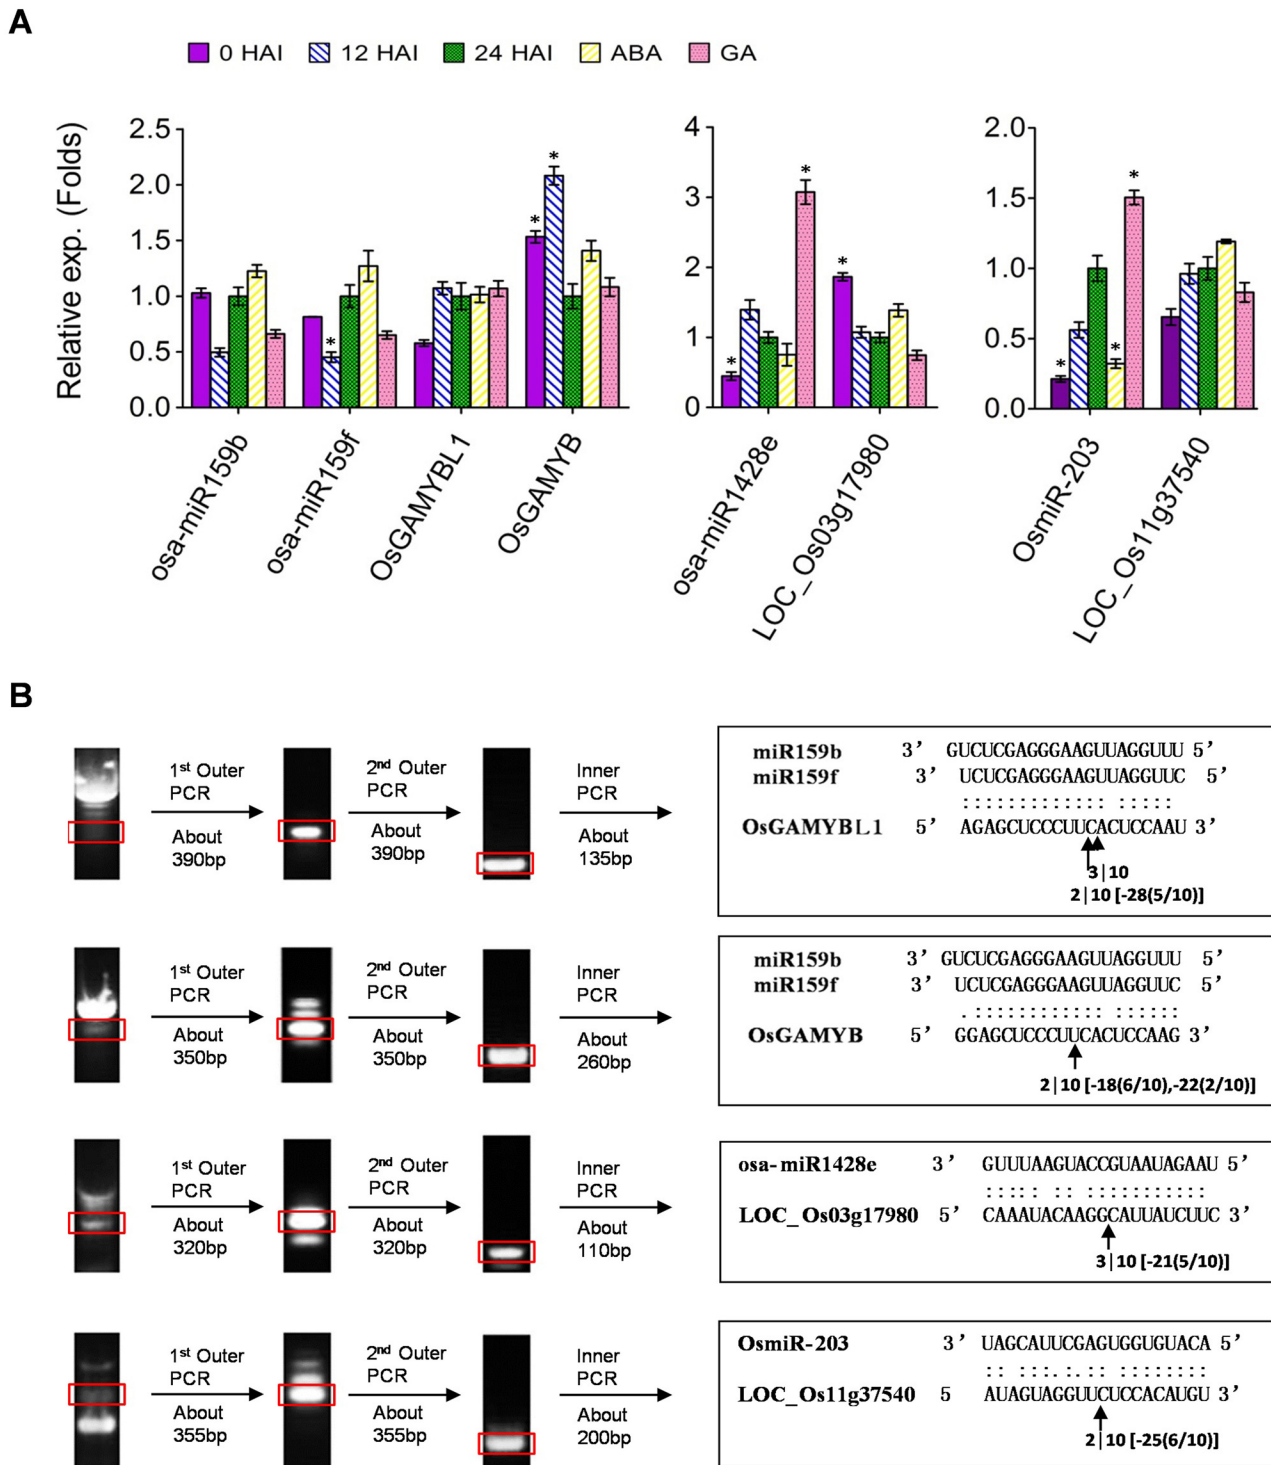 A
0 HAI 12 HAI 24 HAI ABA GA
Relative exp. (Folds)
2.5
2.0
1.5
1.0
0.5
0.0
* * *
osa-miR159b
osa-miR159f
OsGAMYBL1
OsGAMYB
4
3
2
1
0
* * *
osa-miR1428e
LOC_Os03g17980
2.0
1.5
1.0
0.5
0.0
* * *
OsmiR-203
LOC_Os11g37540
B
1st Outer PCR
About 390bp
2nd Outer PCR
About 390bp
Inner PCR
About 135bp
miR159b 3' GUCUCGAGGGAAGUUAGGUUU 5'
miR159f 3' UCUCGAGGGAAGUUAGGUUC 5'
::::::::::::: :::::
OsGAMYBL1 5' AGAGCUCCCUUCACUCCAAU 3'
3|10
2|10 [-28(5/10)]
1st Outer PCR
About 350bp
2nd Outer PCR
About 350bp
Inner PCR
About 260bp
miR159b 3' GUCUCGAGGGAAGUUAGGUUU 5'
miR159f 3' UCUCGAGGGAAGUUAGGUUC 5'
.:::::::::::: ::::::
OsGAMYB 5' GGAGCUCCCUUCACUCCAAG 3'
2|10 [-18(6/10),-22(2/10)]
1st Outer PCR
About 320bp
2nd Outer PCR
About 320bp
Inner PCR
About 110bp
osa-miR1428e 3' GUUUAAGUACCGUAAUAGAAU 5'
::::: :: :::::::::::
LOC_Os03g17980 5' CAAAUACAAGGCAUUAUCUUC 3'
3|10 [-21(5/10)]
1st Outer PCR
About 355bp
2nd Outer PCR
About 355bp
Inner PCR
About 200bp
OsmiR-203 3' UAGCAUUCGAGUGGUGUACA 5'
:: :::.:.:: ::::::::
LOC_Os11g37540 5 AUAGUAGGUUCUCCACAUGU 3'
2|10 [-25(6/10)]